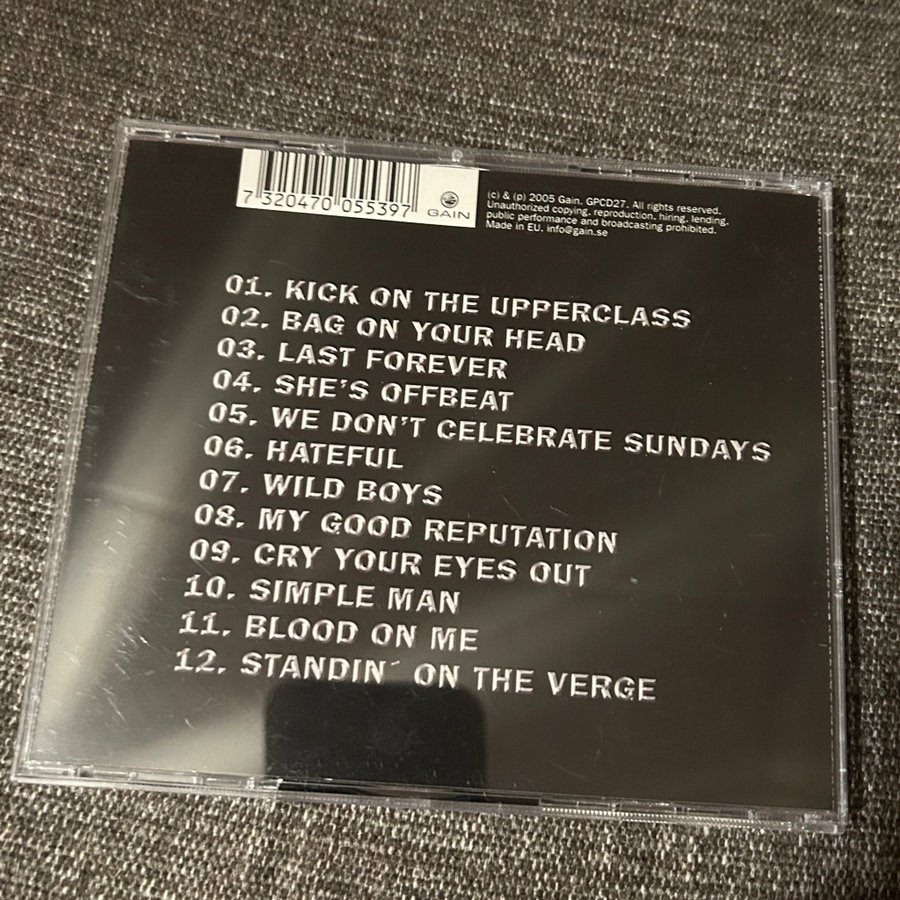 7 320470 055397
GAIN
(c) & (p) 2005 Gain. GPCD27. All rights reserved.
Unauthorized copying, reproduction, hiring, lending,
public performance and broadcasting prohibited.
Made in EU. info@gain.se
01. KICK ON THE UPPERCLASS
02. BAG ON YOUR HEAD
03. LAST FOREVER
04. SHE'S OFFBEAT
05. WE DON'T CELEBRATE SUNDAYS
06. HATEFUL
07. WILD BOYS
08. MY GOOD REPUTATION
09. CRY YOUR EYES OUT
10. SIMPLE MAN
11. BLOOD ON ME
12. STANDIN´ ON THE VERGE